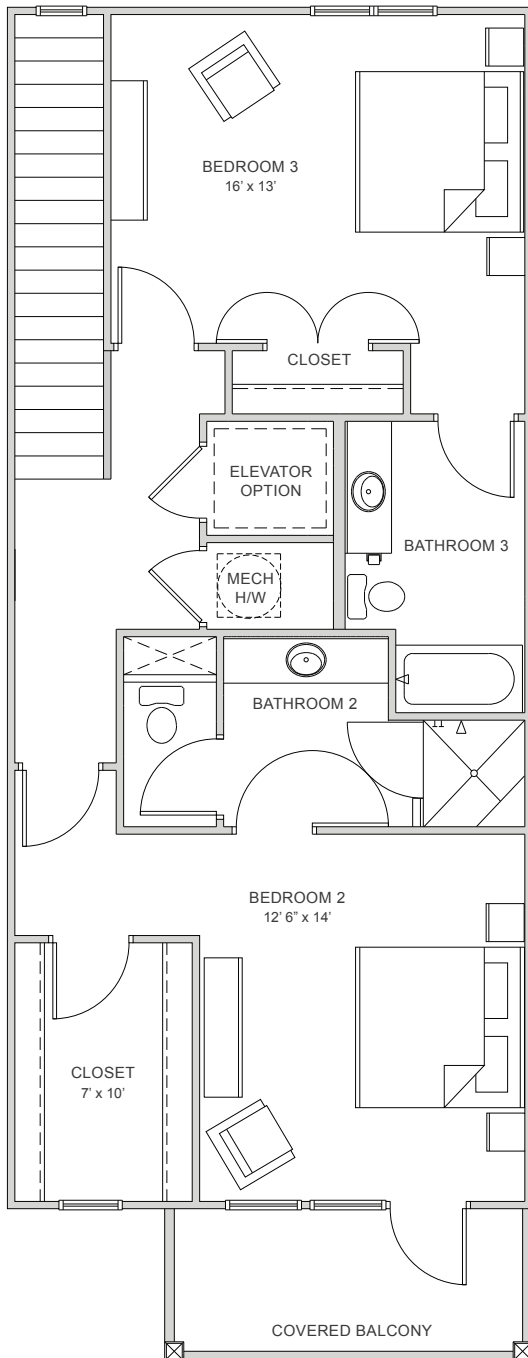 BEDROOM 3
16’ x 13’
CLOSET
ELEVATOR
OPTION
BATHROOM 3
MECH
H/W
BATHROOM 2
BEDROOM 2
12’ 6” x 14’
CLOSET
7’ x 10’
COVERED BALCONY